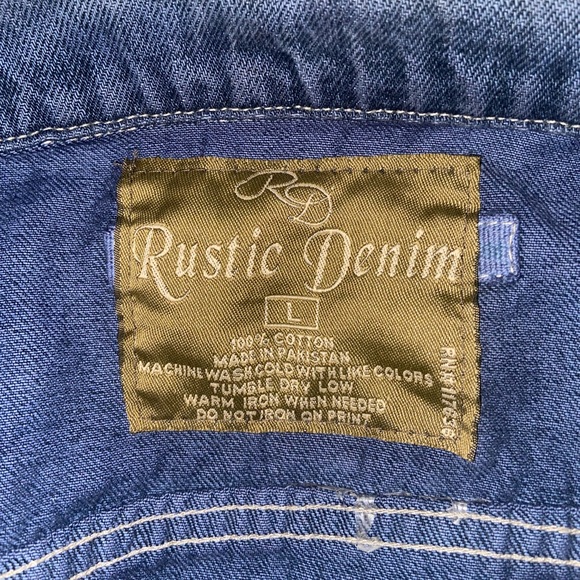 RD
Rustic Denim
L
100% COTTON
MADE IN PAKISTAN
MACHINE WASH COLD WITH LIKE COLORS
TUMBLE DRY LOW
WARM IRON WHEN NEEDED
DO NOT IRON ON PRINT